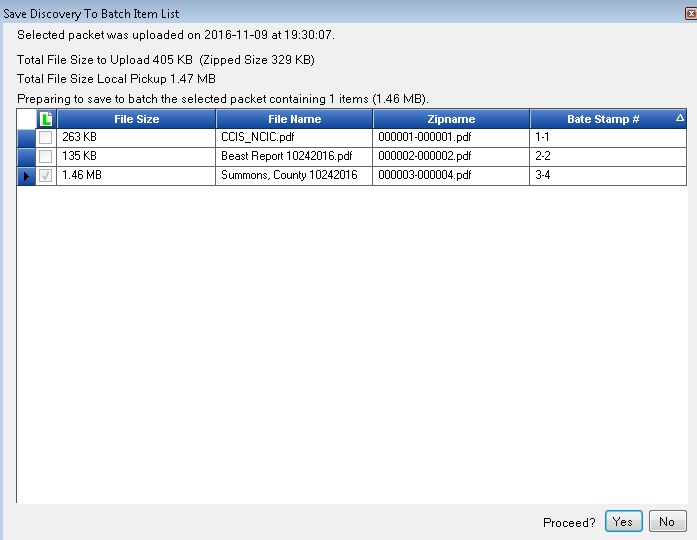 Save Discovery To Batch Item List
Selected packet was uploaded on 2016-11-09 at 19:30:07.
Total File Size to Upload 405 KB (Zipped Size 329 KB)
Total File Size Local Pickup 1.47 MB
Preparing to save to batch the selected packet containing 1 items (1.46 MB).
L File Size File Name Zipname Bate Stamp #
263 KB CCIS_NCIC.pdf 000001-000001.pdf 1-1
135 KB Beast Report 10242016.pdf 000002-000002.pdf 2-2
1.46 MB Summons, County 10242016 000003-000004.pdf 3-4
Proceed? Yes No